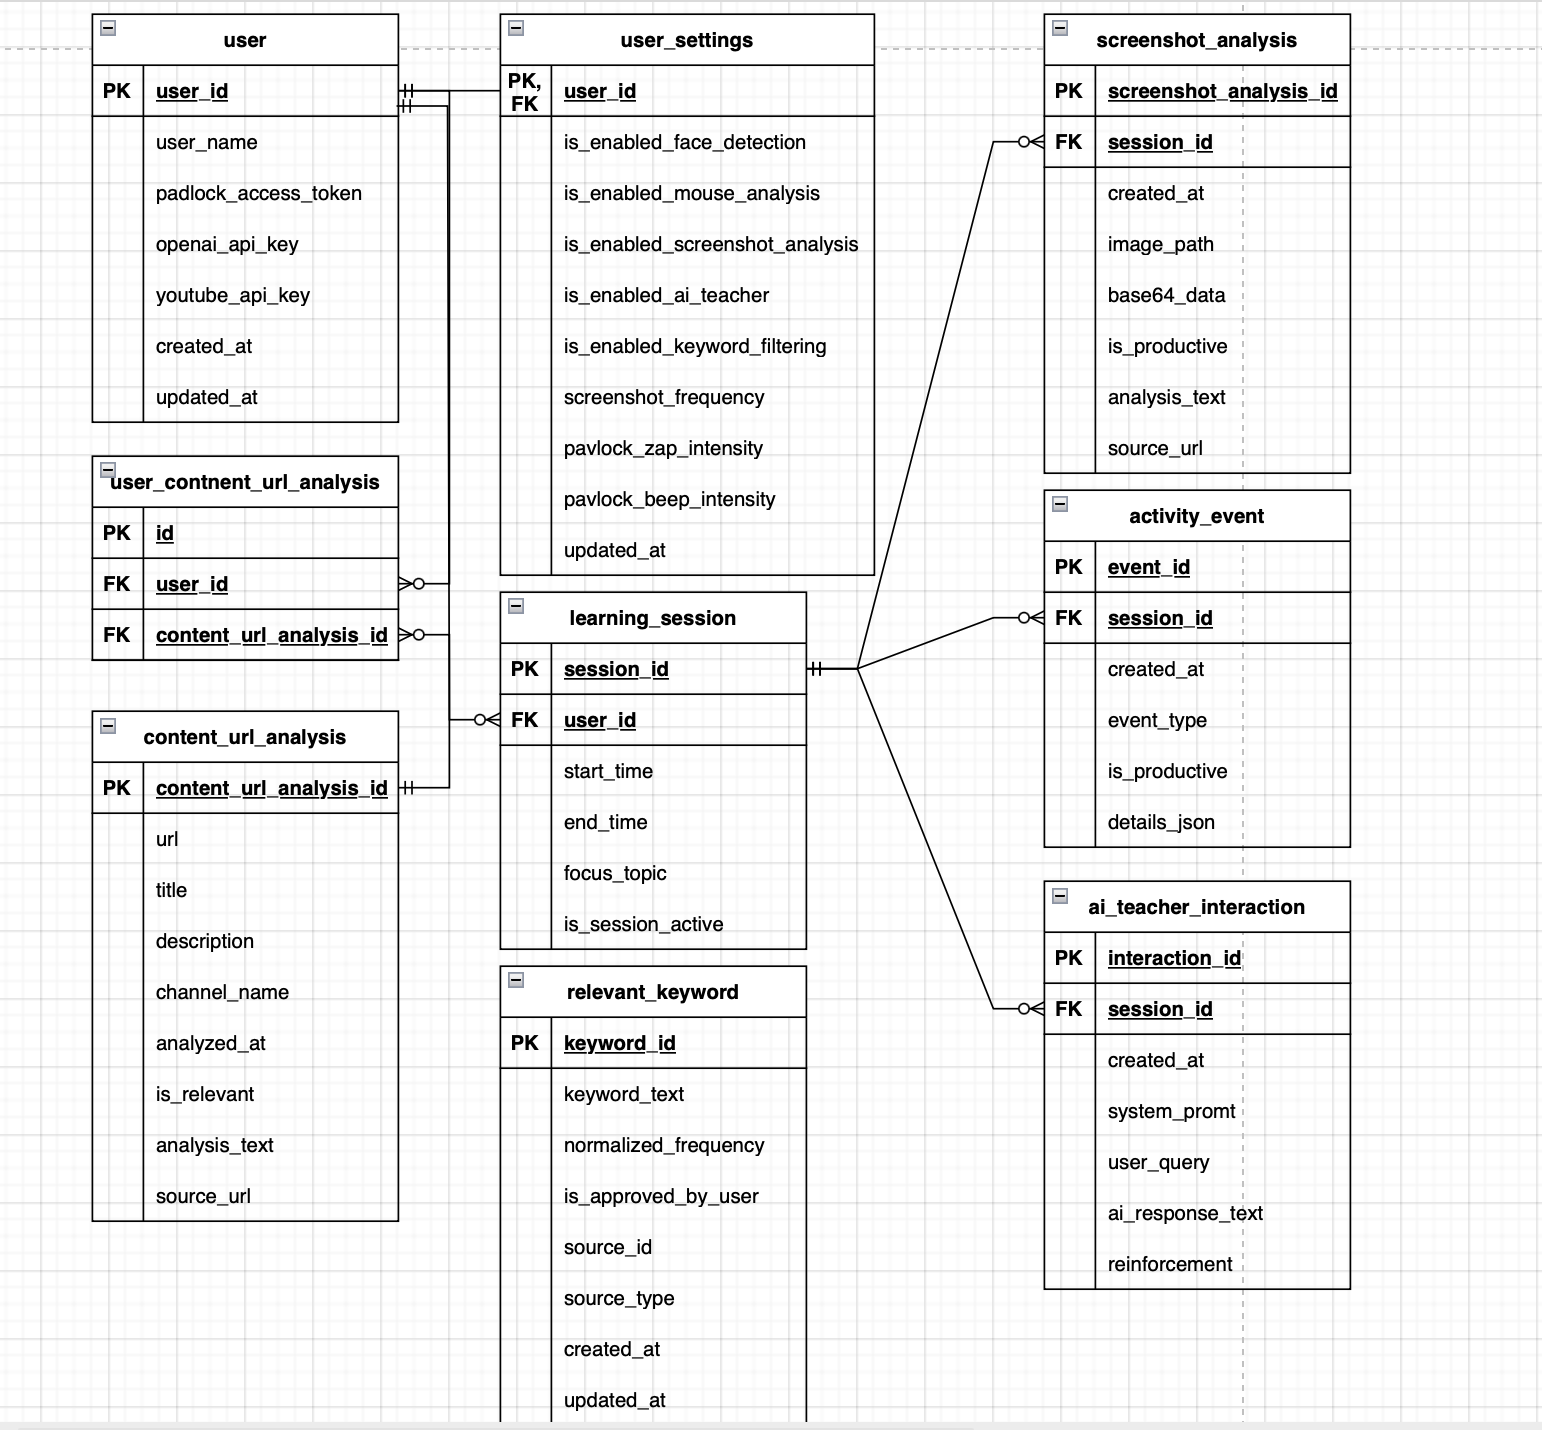 user
PK user_id
user_name
padlock_access_token
openai_api_key
youtube_api_key
created_at
updated_at
user_contnent_url_analysis
PK id
FK user_id
FK content_url_analysis_id
content_url_analysis
PK content_url_analysis_id
url
title
description
channel_name
analyzed_at
is_relevant
analysis_text
source_url
user_settings
PK,
FK user_id
is_enabled_face_detection
is_enabled_mouse_analysis
is_enabled_screenshot_analysis
is_enabled_ai_teacher
is_enabled_keyword_filtering
screenshot_frequency
pavlock_zap_intensity
pavlock_beep_intensity
updated_at
learning_session
PK session_id
FK user_id
start_time
end_time
focus_topic
is_session_active
relevant_keyword
PK keyword_id
keyword_text
normalized_frequency
is_approved_by_user
source_id
source_type
created_at
updated_at
screenshot_analysis
PK screenshot_analysis_id
FK session_id
created_at
image_path
base64_data
is_productive
analysis_text
source_url
activity_event
PK event_id
FK session_id
created_at
event_type
is_productive
details_json
ai_teacher_interaction
PK interaction_id
FK session_id
created_at
system_promt
user_query
ai_response_text
reinforcement